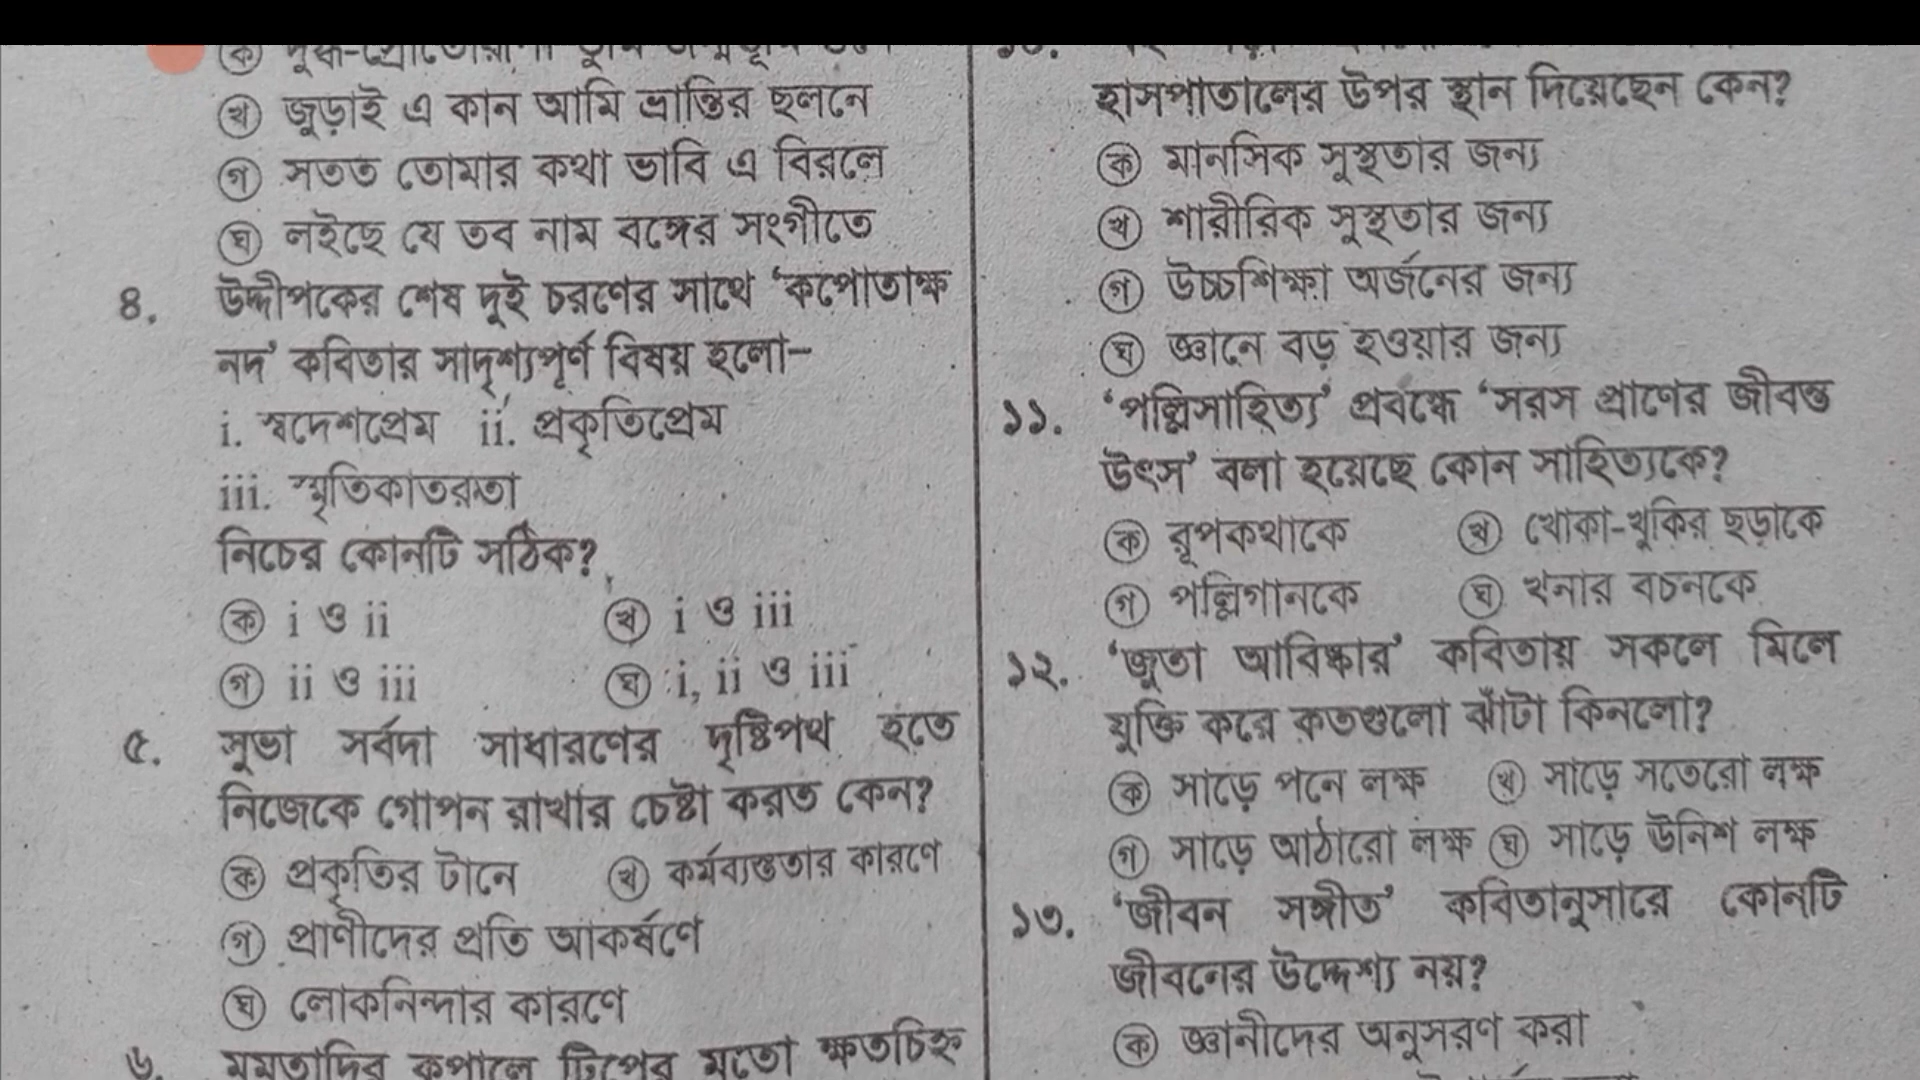 খ জুড়াই এ কান আমি ভ্রান্তির ছলনে
গ সতত তোমার কথা ভাবি এ বিরলে
ঘ লইছে যে তব নাম বঙ্গের সংগীতে
৪. উদ্দীপকের শেষ দুই চরণের সাথে ‘কপোতাক্ষ
নদ’ কবিতার সাদৃশ্যপূর্ণ বিষয় হলো-
i. স্বদেশপ্রেম ii. প্রকৃতিপ্রেম
iii. স্মৃতিকাতরতা
নিচের কোনটি সঠিক?
ক i ও ii খ i ও iii
গ ii ও iii ঘ i, ii ও iii
৫. সুভা সর্বদা সাধারণের দৃষ্টিপথ হতে
নিজেকে গোপন রাখার চেষ্টা করত কেন?
ক প্রকৃতির টানে খ কর্মব্যস্ততার কারণে
গ প্রাণীদের প্রতি আকর্ষণে
ঘ লোকনিন্দার কারণে
৬. মমতাদির কপালে টিপের মতো ক্ষতচিহ্ন
হাসপাতালের উপর স্থান দিয়েছেন কেন?
ক মানসিক সুস্থতার জন্য
খ শারীরিক সুস্থতার জন্য
গ উচ্চশিক্ষা অর্জনের জন্য
ঘ জ্ঞানে বড় হওয়ার জন্য
১১. ‘পল্লিসাহিত্য’ প্রবন্ধে ‘সরস প্রাণের জীবন্ত
উৎস’ বলা হয়েছে কোন সাহিত্যকে?
ক রূপকথাকে খ খোকা-খুকির ছড়াকে
গ পল্লিগানকে ঘ খনার বচনকে
১২. ‘জুতা আবিষ্কার’ কবিতায় সকলে মিলে
যুক্তি করে কতগুলো ঝাঁটা কিনলো?
ক সাড়ে পনে লক্ষ খ সাড়ে সতেরো লক্ষ
গ সাড়ে আঠারো লক্ষ ঘ সাড়ে উনিশ লক্ষ
১৩. ‘জীবন সঙ্গীত’ কবিতানুসারে কোনটি
জীবনের উদ্দেশ্য নয়?
ক জ্ঞানীদের অনুসরণ করা